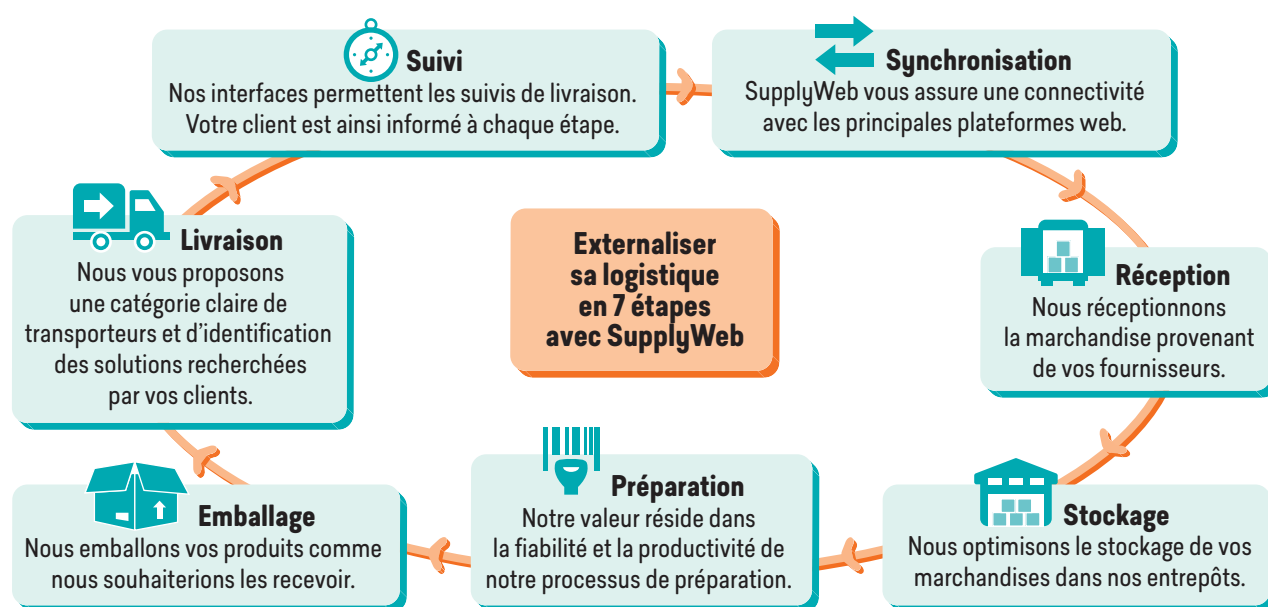 Suivi
Nos interfaces permettent les suivis de livraison.
Votre client est ainsi informé à chaque étape.
Synchronisation
SupplyWeb vous assure une connectivité
avec les principales plateformes web.
Externaliser
sa logistique
en 7 étapes
avec SupplyWeb
Réception
Nous réceptionnons
la marchandise provenant
de vos fournisseurs.
Stockage
Nous optimisons le stockage de vos
marchandises dans nos entrepôts.
Préparation
Notre valeur réside dans
la fiabilité et la productivité de
notre processus de préparation.
Emballage
Nous emballons vos produits comme
nous souhaiterions les recevoir.
Livraison
Nous vous proposons
une catégorie claire de
transporteurs et d'identification
des solutions recherchées
par vos clients.